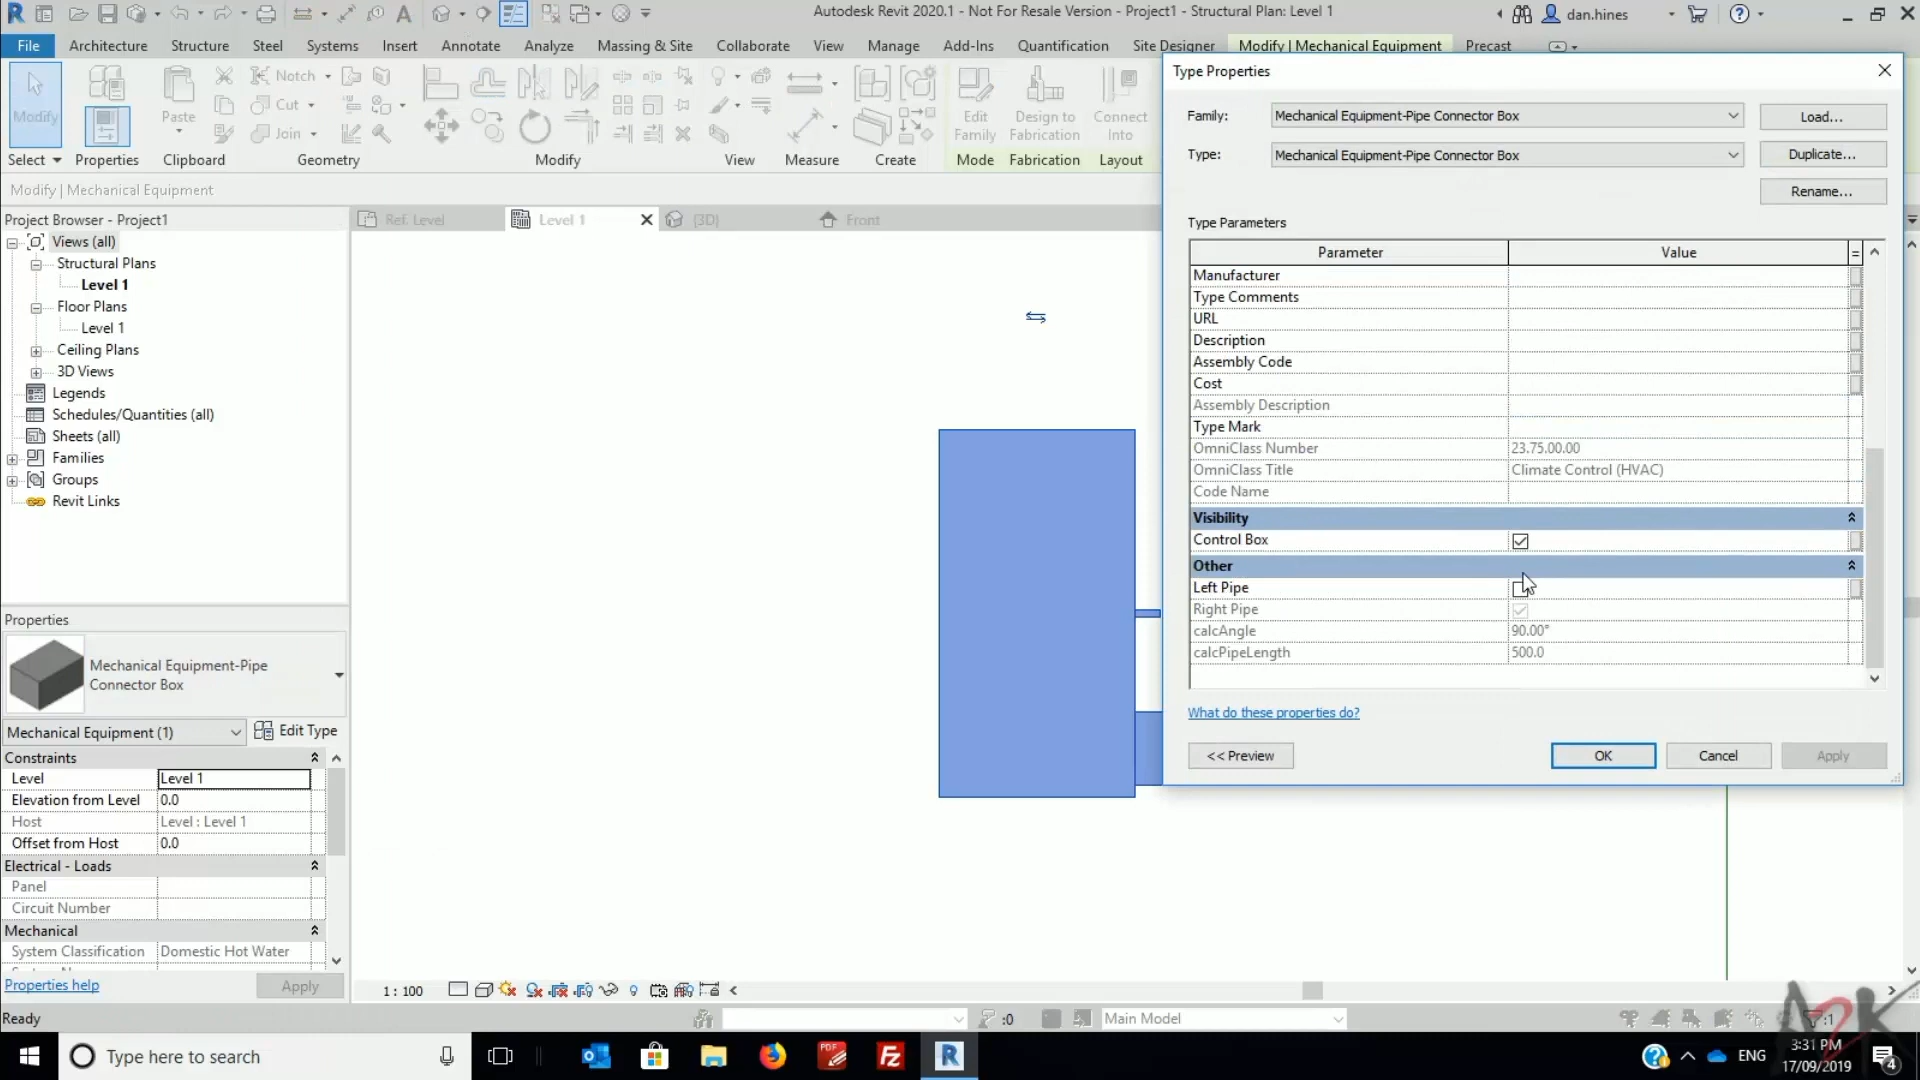 Autodesk Revit 2020.1 - Not For Resale Version - Project1 - Structural Plan: Level 1
dan.hines
File Architecture Structure Steel Systems Insert Annotate Analyze Massing & Site Collaborate View Manage Add-Ins Quantification Site Designer Modify | Mechanical Equipment Precast
Modify
Paste
Notch
Cut
Join
Edit Family
Design to Fabrication
Connect Into
Select Properties Clipboard Geometry Modify View Measure Create Mode Fabrication Layout
Modify | Mechanical Equipment
Project Browser - Project1
Views (all)
Structural Plans
Level 1
Floor Plans
Level 1
Ceiling Plans
3D Views
Legends
Schedules/Quantities (all)
Sheets (all)
Families
Groups
Revit Links
Ref. Level
Level 1
{3D}
Front
Properties
Mechanical Equipment-Pipe
Connector Box
Mechanical Equipment (1)
Edit Type
Constraints
Level Level 1
Elevation from Level 0.0
Host Level : Level 1
Offset from Host 0.0
Electrical - Loads
Panel
Circuit Number
Mechanical
System Classification Domestic Hot Water
Properties help
Apply
Type Properties
Family: Mechanical Equipment-Pipe Connector Box Load...
Type: Mechanical Equipment-Pipe Connector Box Duplicate...
Rename...
Type Parameters
Parameter Value =
Manufacturer
Type Comments
URL
Description
Assembly Code
Cost
Assembly Description
Type Mark
OmniClass Number 23.75.00.00
OmniClass Title Climate Control (HVAC)
Code Name
Visibility
Control Box
Other
Left Pipe
Right Pipe
calcAngle 90.00°
calcPipeLength 500.0
What do these properties do?
<< Preview OK Cancel Apply
1 : 100
Ready
:0
Main Model
:1
A2K
Type here to search
ENG
3:31 PM
17/09/2019
4